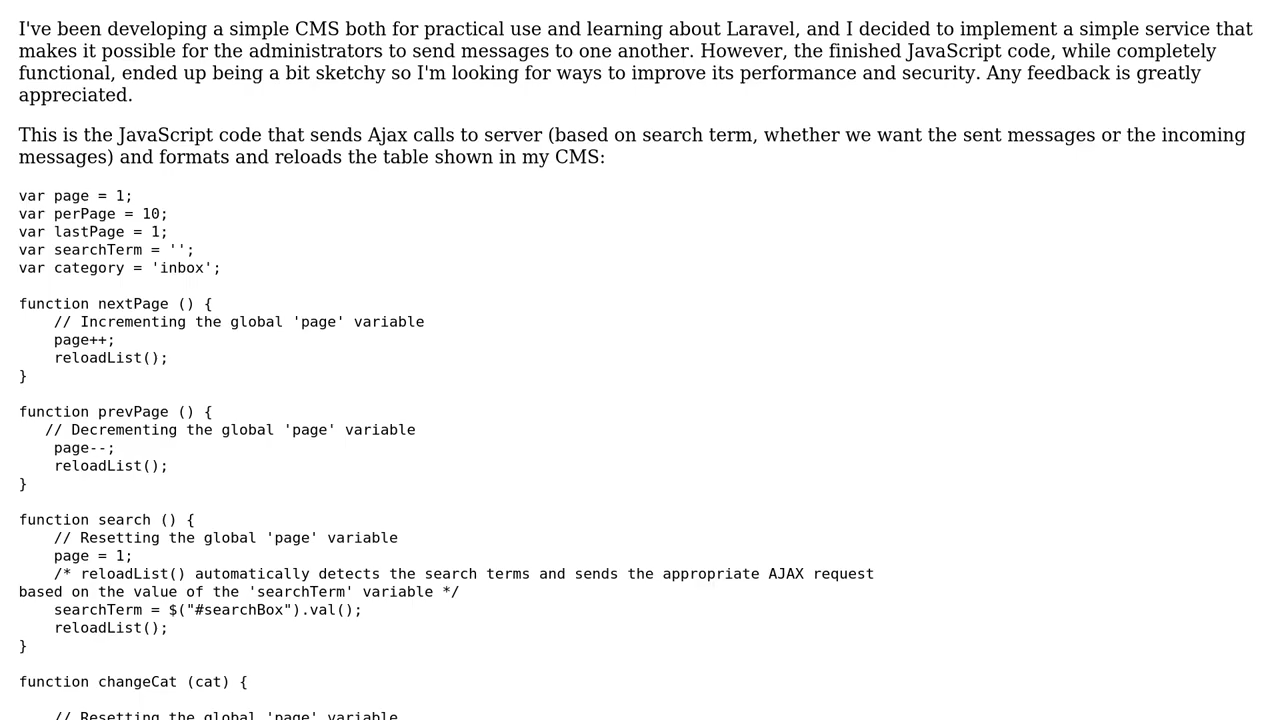 I've been developing a simple CMS both for practical use and learning about Laravel, and I decided to implement a simple service that
makes it possible for the administrators to send messages to one another. However, the finished JavaScript code, while completely
functional, ended up being a bit sketchy so I'm looking for ways to improve its performance and security. Any feedback is greatly
appreciated.

This is the JavaScript code that sends Ajax calls to server (based on search term, whether we want the sent messages or the incoming
messages) and formats and reloads the table shown in my CMS:

var page = 1;
var perPage = 10;
var lastPage = 1;
var searchTerm = '';
var category = 'inbox';

function nextPage () {
    // Incrementing the global 'page' variable
    page++;
    reloadList();
}

function prevPage () {
   // Decrementing the global 'page' variable
    page--;
    reloadList();
}

function search () {
    // Resetting the global 'page' variable
    page = 1;
    /* reloadList() automatically detects the search terms and sends the appropriate AJAX request
based on the value of the 'searchTerm' variable */
    searchTerm = $("#searchBox").val();
    reloadList();
}

function changeCat (cat) {

    // Resetting the global 'page' variable